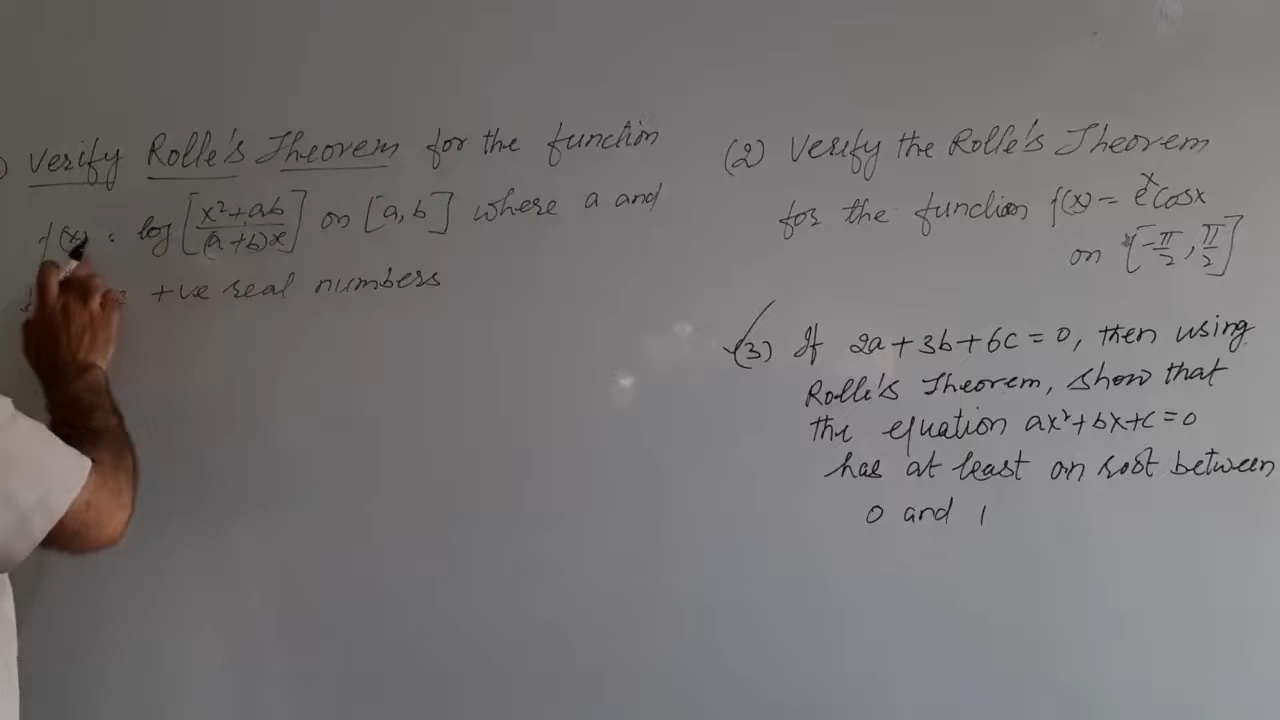 ) Verify Rolle's Theorem for the function
f(x) = log[(x²+ab)/((a+b)x)] on [a,b] where a and
+ve real numbers
(2) Verify the Rolle's Theorem
for the function f(x) = eˣcosx
on [-π/2, π/2]
(3) If 2a+3b+6c=0, then using
Rolle's Theorem, show that
the equation ax²+bx+c=0
has at least on root between
0 and 1